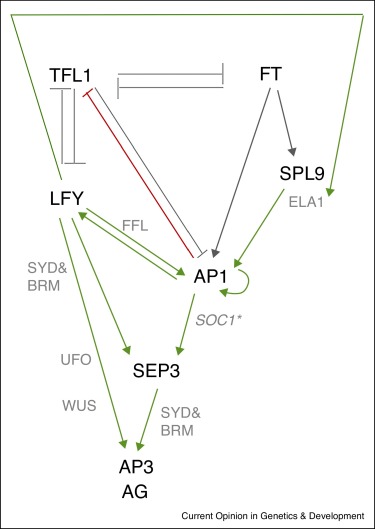 TFL1
FT
SPL9
ELA1
LFY
FFL
AP1
SYD&
BRM
SOC1*
UFO
SEP3
WUS
SYD&
BRM
AP3
AG
Current Opinion in Genetics & Development